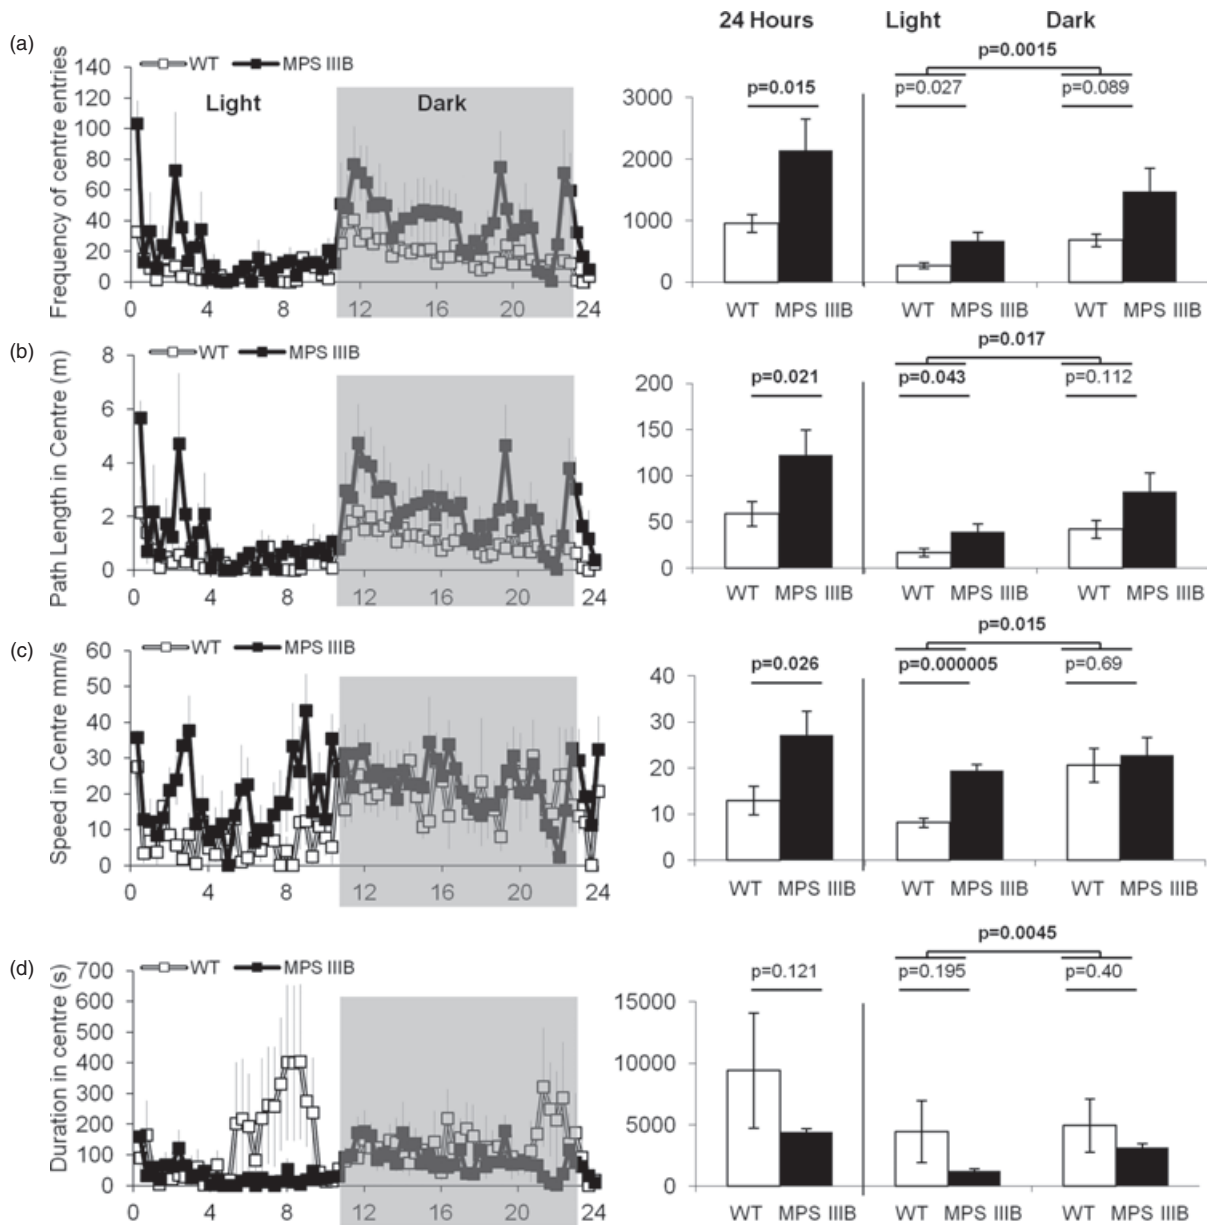 24 Hours Light Dark
(a)
WT MPS IIIB
Frequency of centre entries
140
120
100
80
60
40
20
0
Light Dark
0 4 8 12 16 20 24
p=0.0015
p=0.015 p=0.027 p=0.089
3000
2000
1000
0
WT MPS IIIB WT MPS IIIB WT MPS IIIB
(b)
WT MPS IIIB
Path Length in Centre (m)
8
6
4
2
0
0 4 8 12 16 20 24
p=0.017
p=0.021 p=0.043 p=0.112
200
150
100
50
0
WT MPS IIIB WT MPS IIIB WT MPS IIIB
(c)
WT MPS IIIB
Speed in Centre mm/s
60
50
40
30
20
10
0
0 4 8 12 16 20 24
p=0.015
p=0.026 p=0.000005 p=0.69
40
30
20
10
0
WT MPS IIIB WT MPS IIIB WT MPS IIIB
(d)
WT MPS IIIB
Duration in centre (s)
700
600
500
400
300
200
100
0
0 4 8 12 16 20 24
p=0.0045
p=0.121 p=0.195 p=0.40
15000
10000
5000
0
WT MPS IIIB WT MPS IIIB WT MPS IIIB